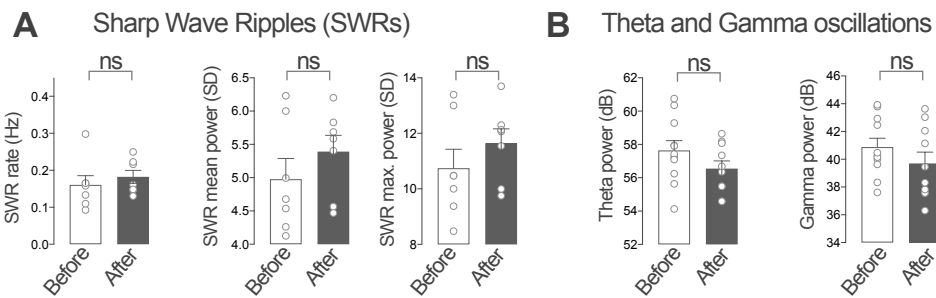 A Sharp Wave Ripples (SWRs)
ns
SWR rate (Hz)
0.4
0.3
0.2
0.1
0.0
Before
After
ns
SWR mean power (SD)
6.5
6.0
5.5
5.0
4.5
4.0
Before
After
ns
SWR max. power (SD)
14
12
10
8
Before
After
B Theta and Gamma oscillations
ns
Theta power (dB)
62
60
58
56
54
52
Before
After
ns
Gamma power (dB)
46
44
42
40
38
36
34
Before
After